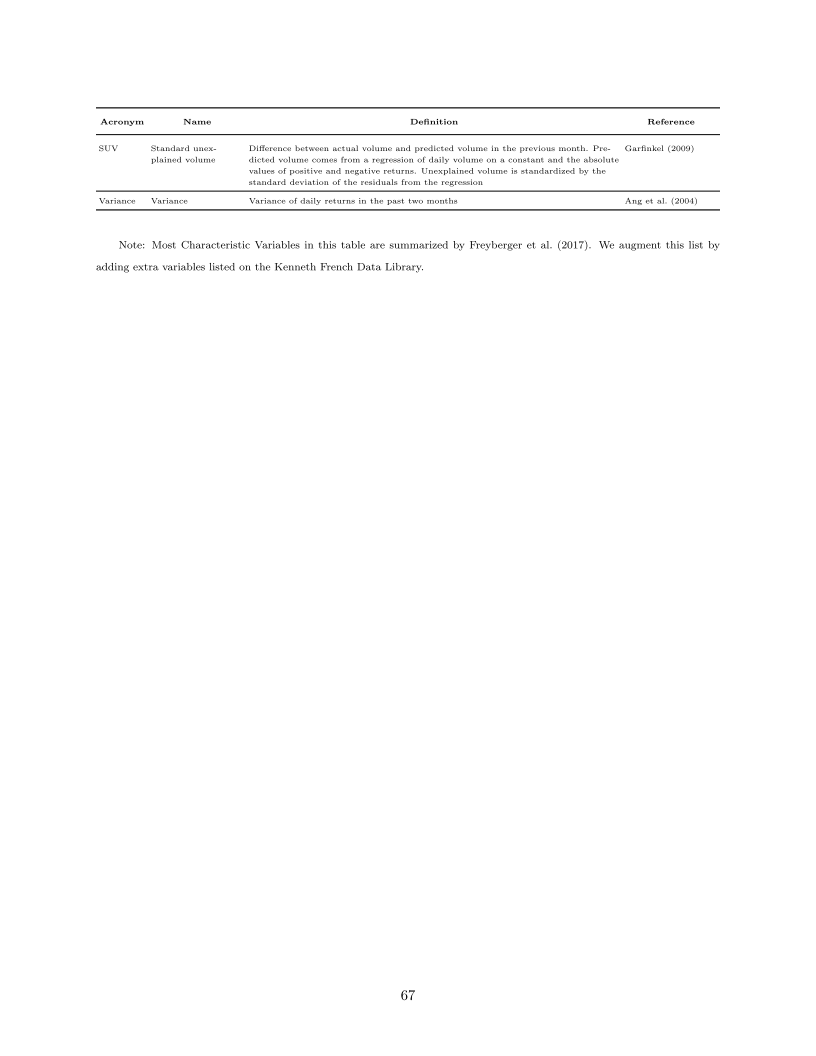 Acronym Name Definition Reference
SUV Standard unex- Difference between actual volume and predicted volume in the previous month. Pre- Garfinkel (2009)
plained volume dicted volume comes from a regression of daily volume on a constant and the absolute
values of positive and negative returns. Unexplained volume is standardized by the
standard deviation of the residuals from the regression
Variance Variance Variance of daily returns in the past two months Ang et al. (2004)
Note: Most Characteristic Variables in this table are summarized by Freyberger et al. (2017). We augment this list by
adding extra variables listed on the Kenneth French Data Library.
67